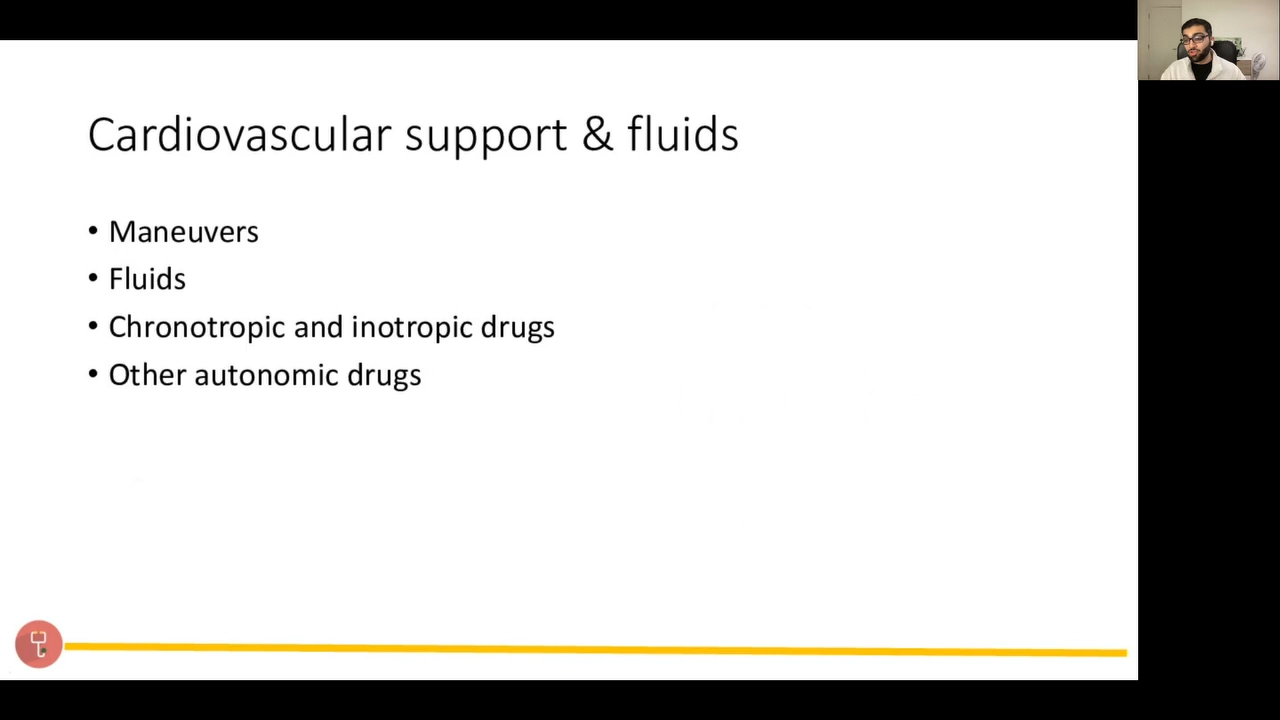 Cardiovascular support & fluids
• Maneuvers
• Fluids
• Chronotropic and inotropic drugs
• Other autonomic drugs